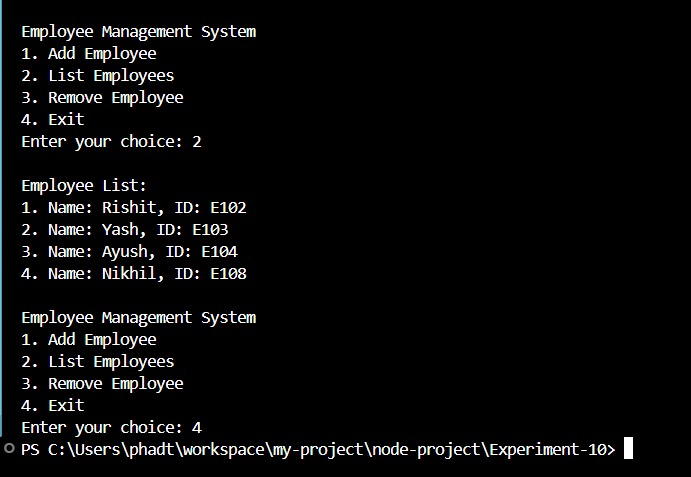 Employee Management System
1. Add Employee
2. List Employees
3. Remove Employee
4. Exit
Enter your choice: 2
Employee List:
1. Name: Rishit, ID: E102
2. Name: Yash, ID: E103
3. Name: Ayush, ID: E104
4. Name: Nikhil, ID: E108
Employee Management System
1. Add Employee
2. List Employees
3. Remove Employee
4. Exit
Enter your choice: 4
PS C:\Users\phadt\workspace\my-project\node-project\Experiment-10>